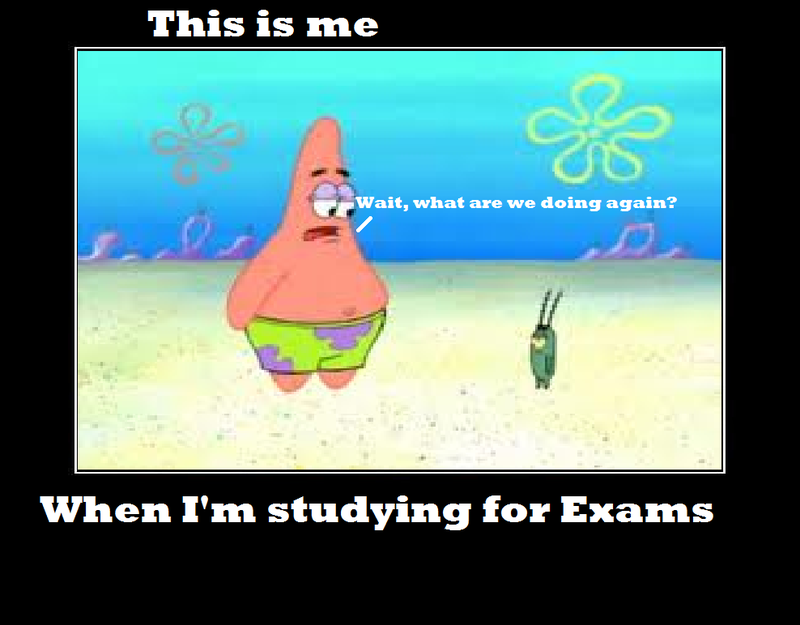 This is me
Wait, what are we doing again?
When I'm studying for Exams